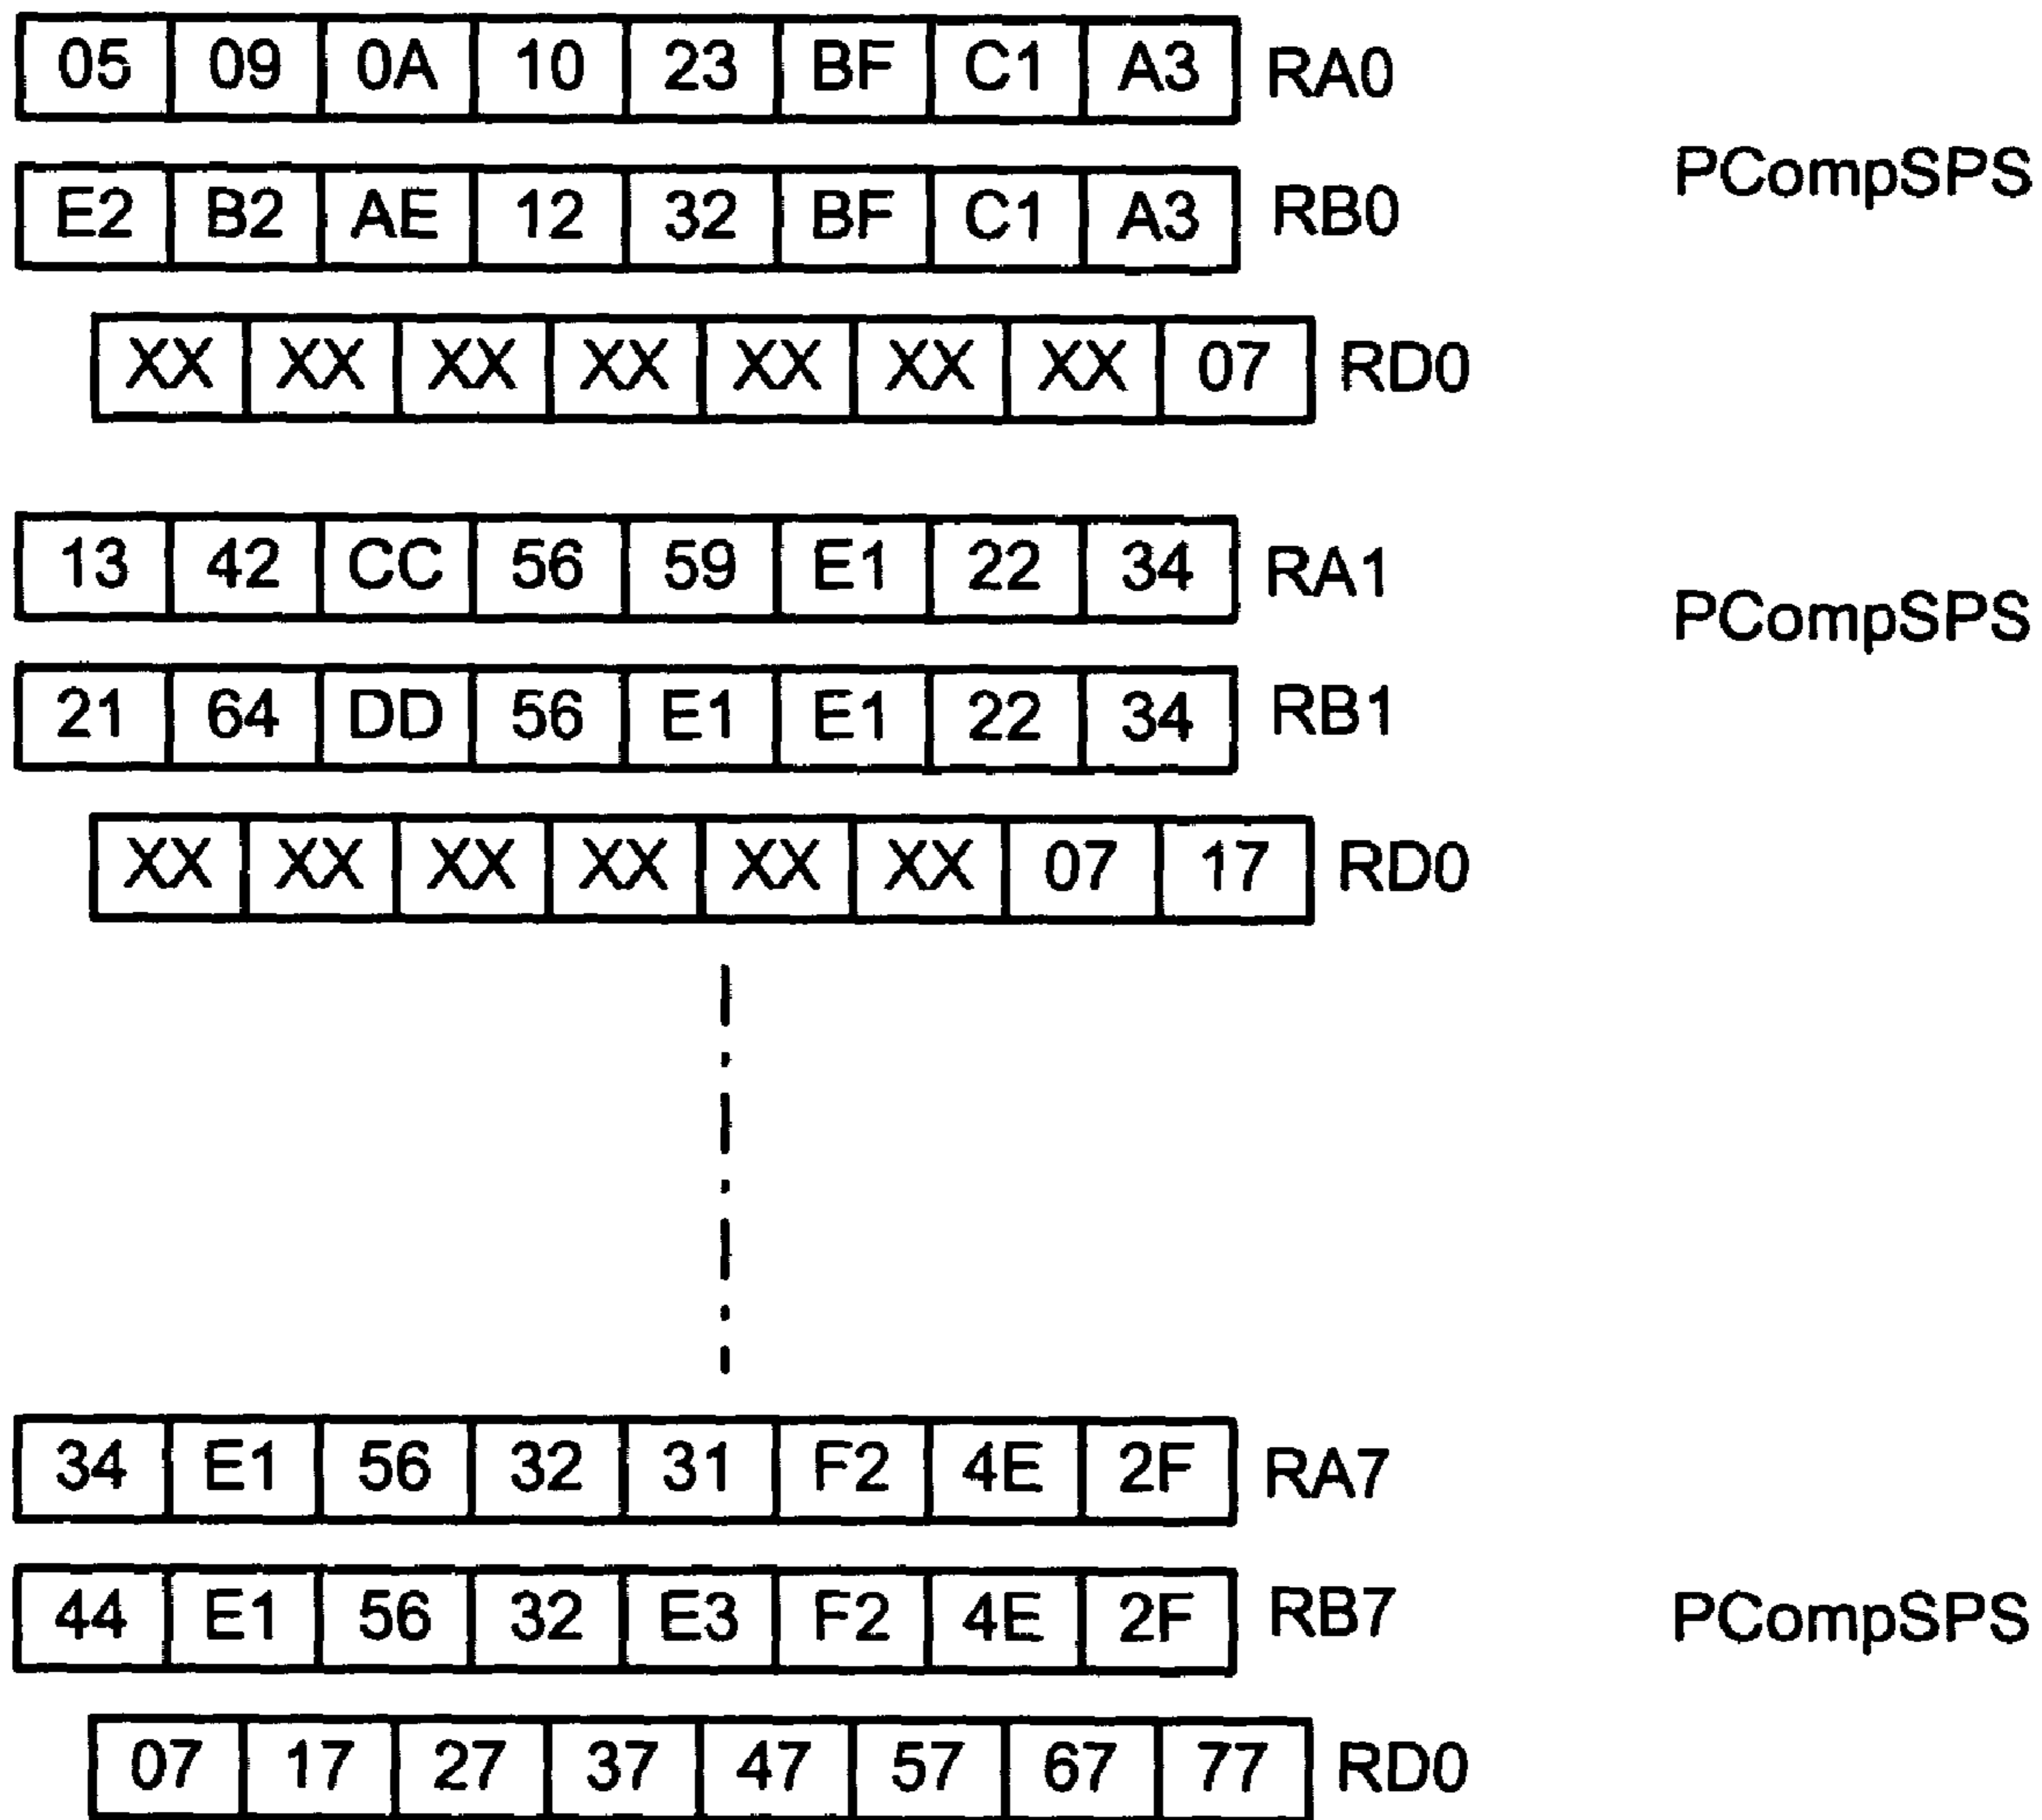 05 09 0A 10 23 BF C1 A3 RA0
PCompSPS
E2 B2 AE 12 32 BF C1 A3 RB0
XX XX XX XX XX XX XX 07 RD0
13 42 CC 56 59 E1 22 34 RA1
PCompSPS
21 64 DD 56 E1 E1 22 34 RB1
XX XX XX XX XX XX 07 17 RD0
34 E1 56 32 31 F2 4E 2F RA7
44 E1 56 32 E3 F2 4E 2F RB7 PCompSPS
07 17 27 37 47 57 67 77 RD0